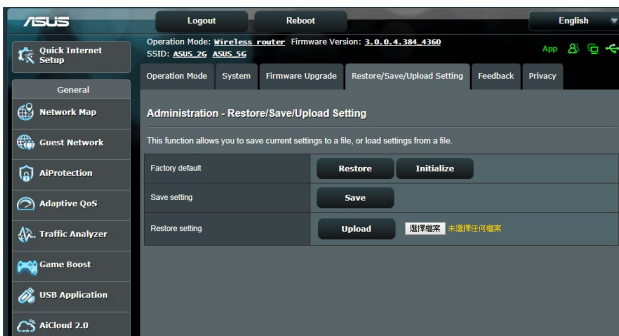 ASUS
Logout
Reboot
English
Quick Internet
Setup
Operation Mode: Wireless router Firmware Version: 3.0.0.4.384_4360
SSID: ASUS_2G ASUS_5G
App
Operation Mode
System
Firmware Upgrade
Restore/Save/Upload Setting
Feedback
Privacy
General
Network Map
Guest Network
AiProtection
Adaptive QoS
Traffic Analyzer
Game Boost
USB Application
AiCloud 2.0
Administration - Restore/Save/Upload Setting
This function allows you to save current settings to a file, or load settings from a file.
Factory default
Restore
Initialize
Save setting
Save
Restore setting
Upload
選擇檔案 未選擇任何檔案